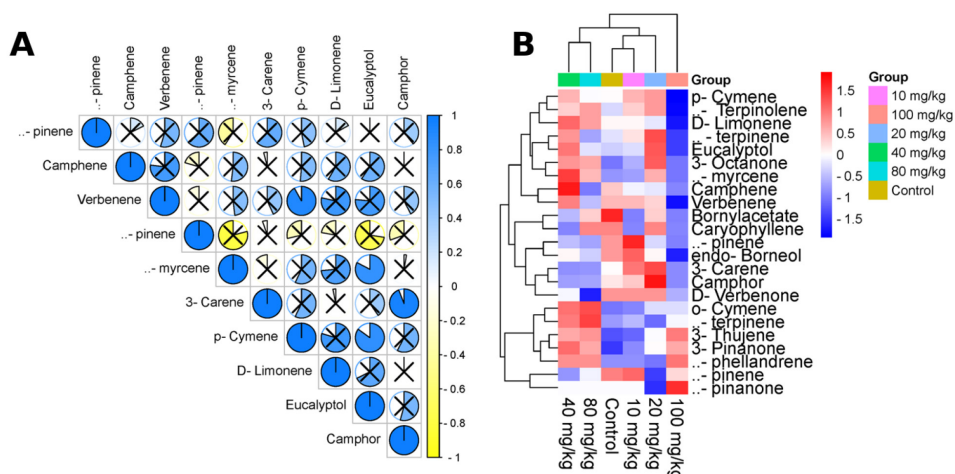 A
..- pinene
Camphene
Verbenene
..- pinene
..- myrcene
3- Carene
p- Cymene
D- Limonene
Eucalyptol
Camphor
..- pinene
Camphene
Verbenene
..- pinene
..- myrcene
3- Carene
p- Cymene
D- Limonene
Eucalyptol
Camphor
1
0.8
0.6
0.4
0.2
0
- 0.2
- 0.4
- 0.6
- 0.8
- 1
B
Group
p- Cymene
..- Terpinolene
D- Limonene
..- terpinene
Eucalyptol
3- Octanone
..- myrcene
Camphene
Verbenene
Bornylacetate
Caryophyllene
..- pinene
endo- Borneol
3- Carene
Camphor
D- Verbenone
o- Cymene
.. terpinene
3- Thujene
3- Pinanone
..- phellandrene
..- pinene
..- pinanone
40 mg/kg
80 mg/kg
Control
10 mg/kg
20 mg/kg
100 mg/kg
1.5
1
0.5
0
-0.5
-1
-1.5
Group
10 mg/kg
100 mg/kg
20 mg/kg
40 mg/kg
80 mg/kg
Control